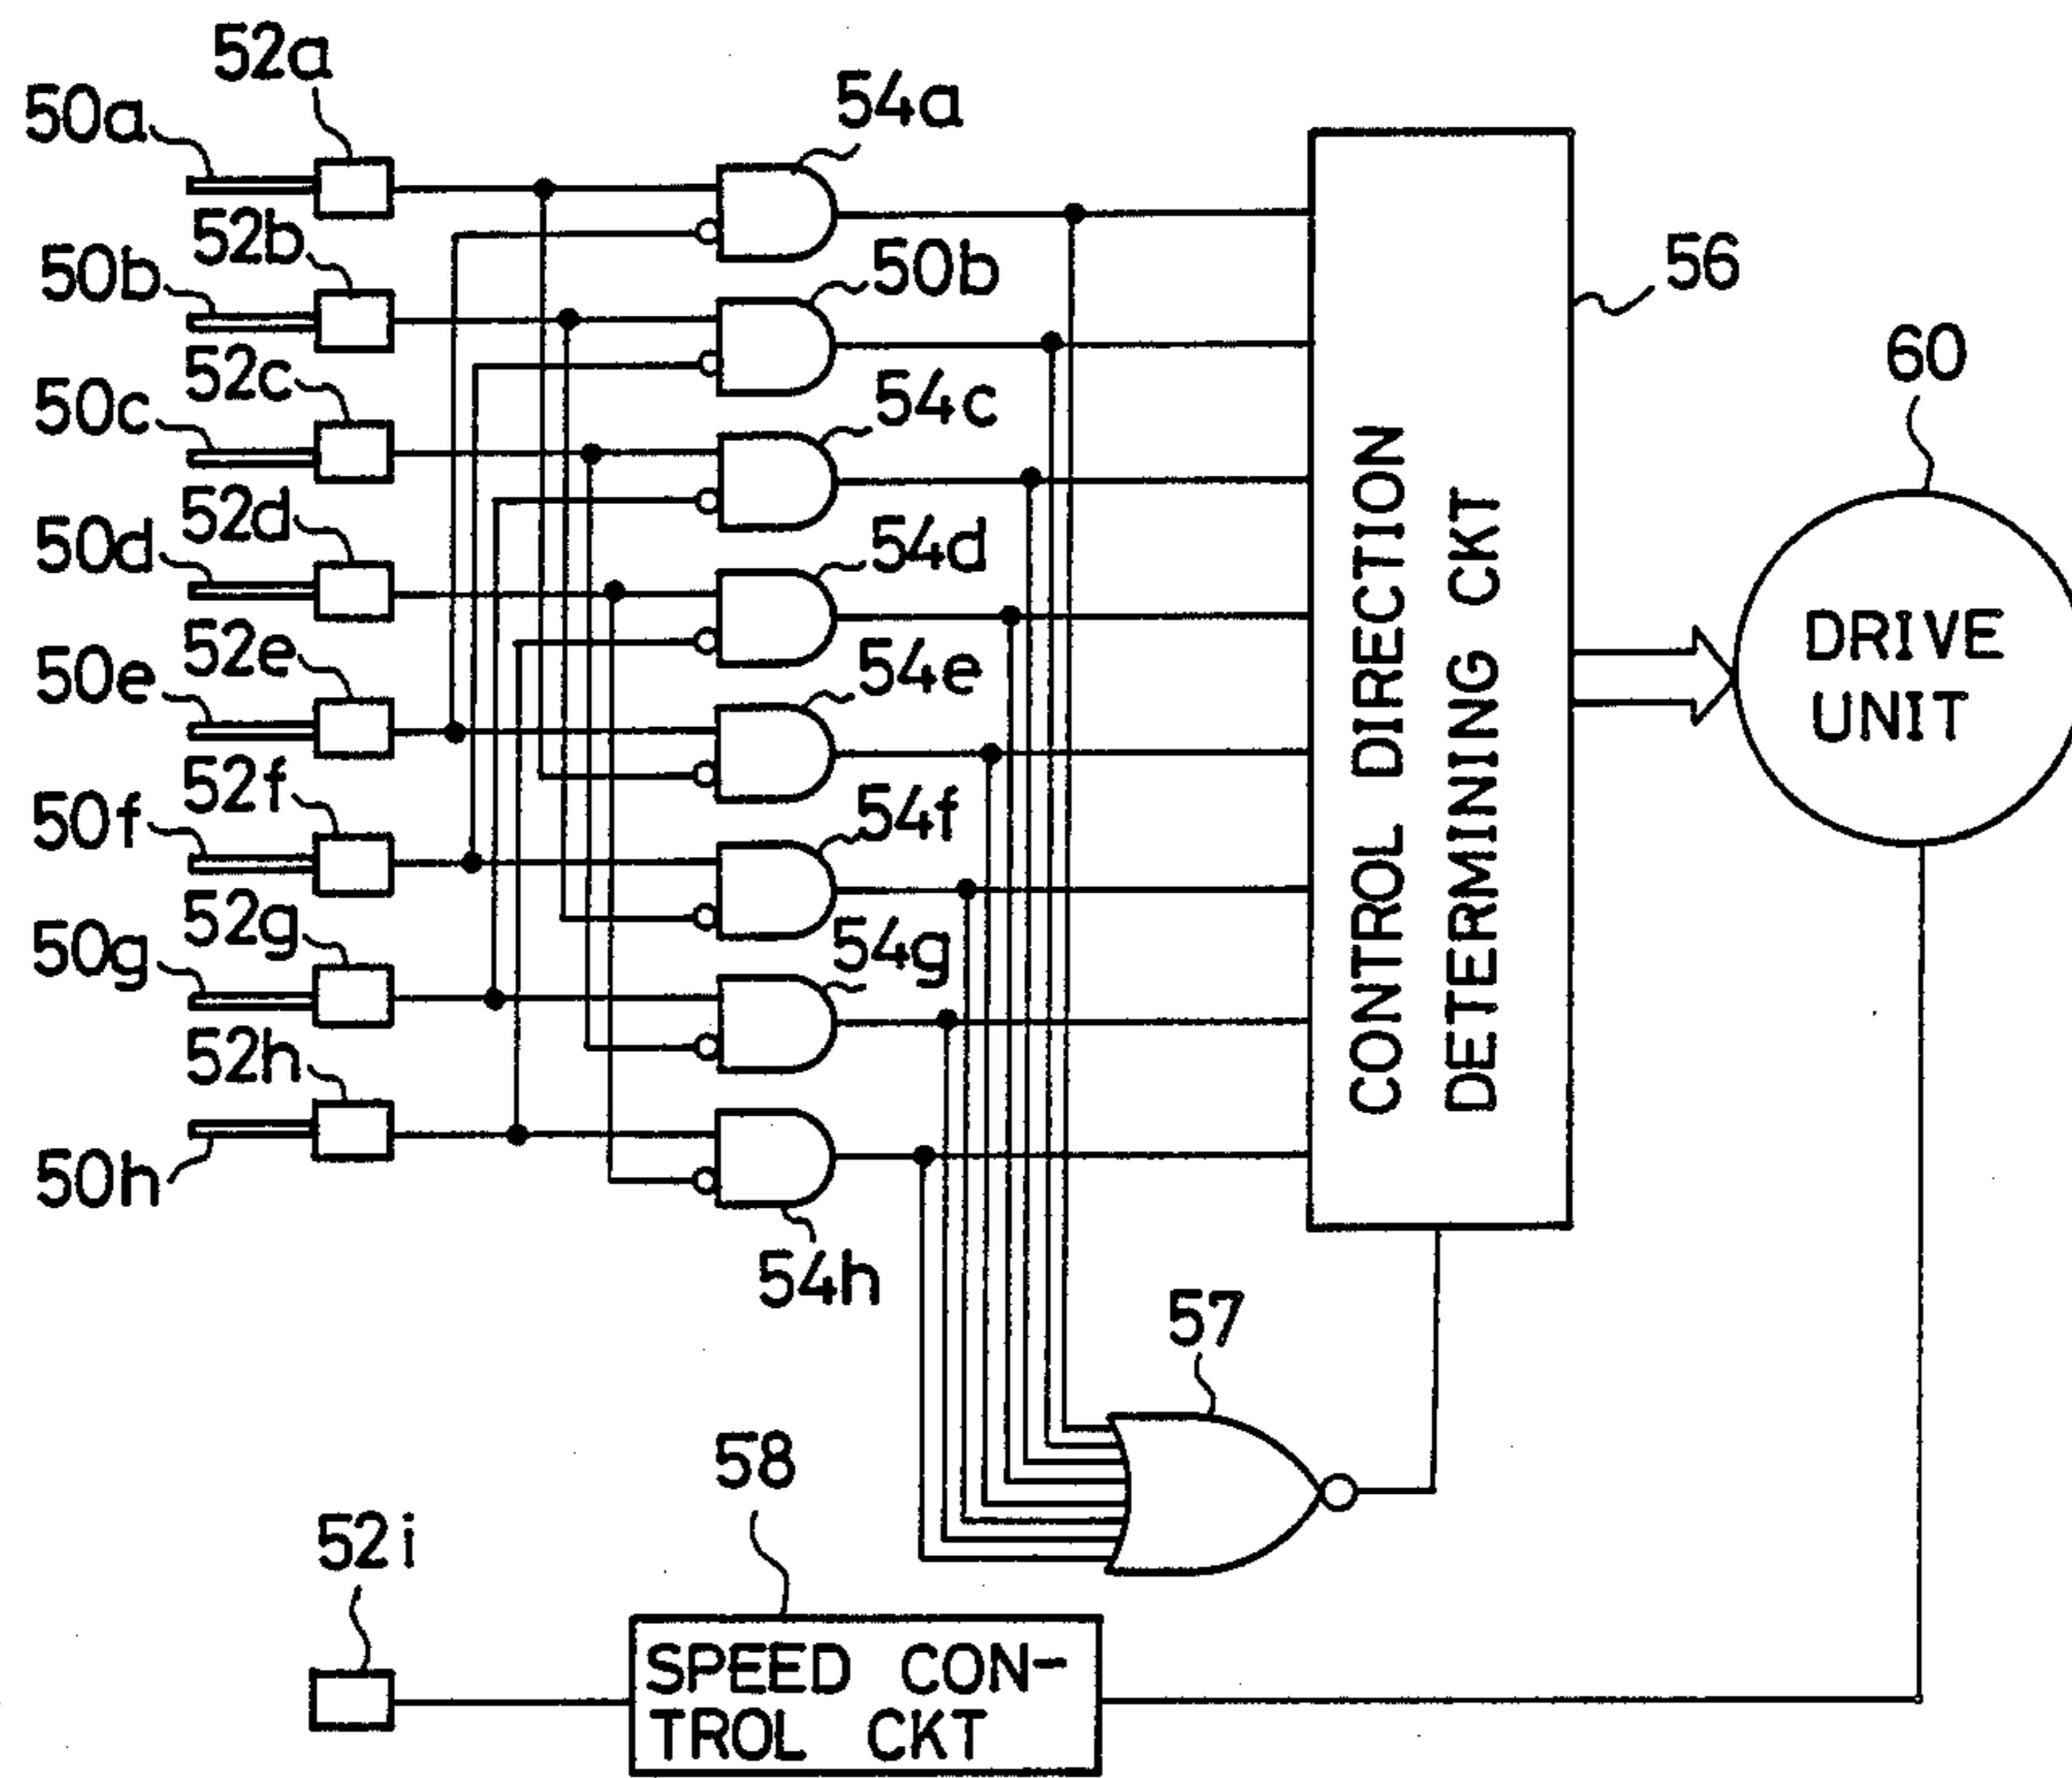 52a
50a
54a
52b
50b
50b
56
52c
50c
54c
60
52d
50d
54d
CONTROL DIRECTION
DETERMINING CKT
DRIVE
UNIT
52e
50e
54e
52f
50f
54f
52g
50g
54g
52h
50h
54h
57
58
52i
SPEED CON-
TROL CKT